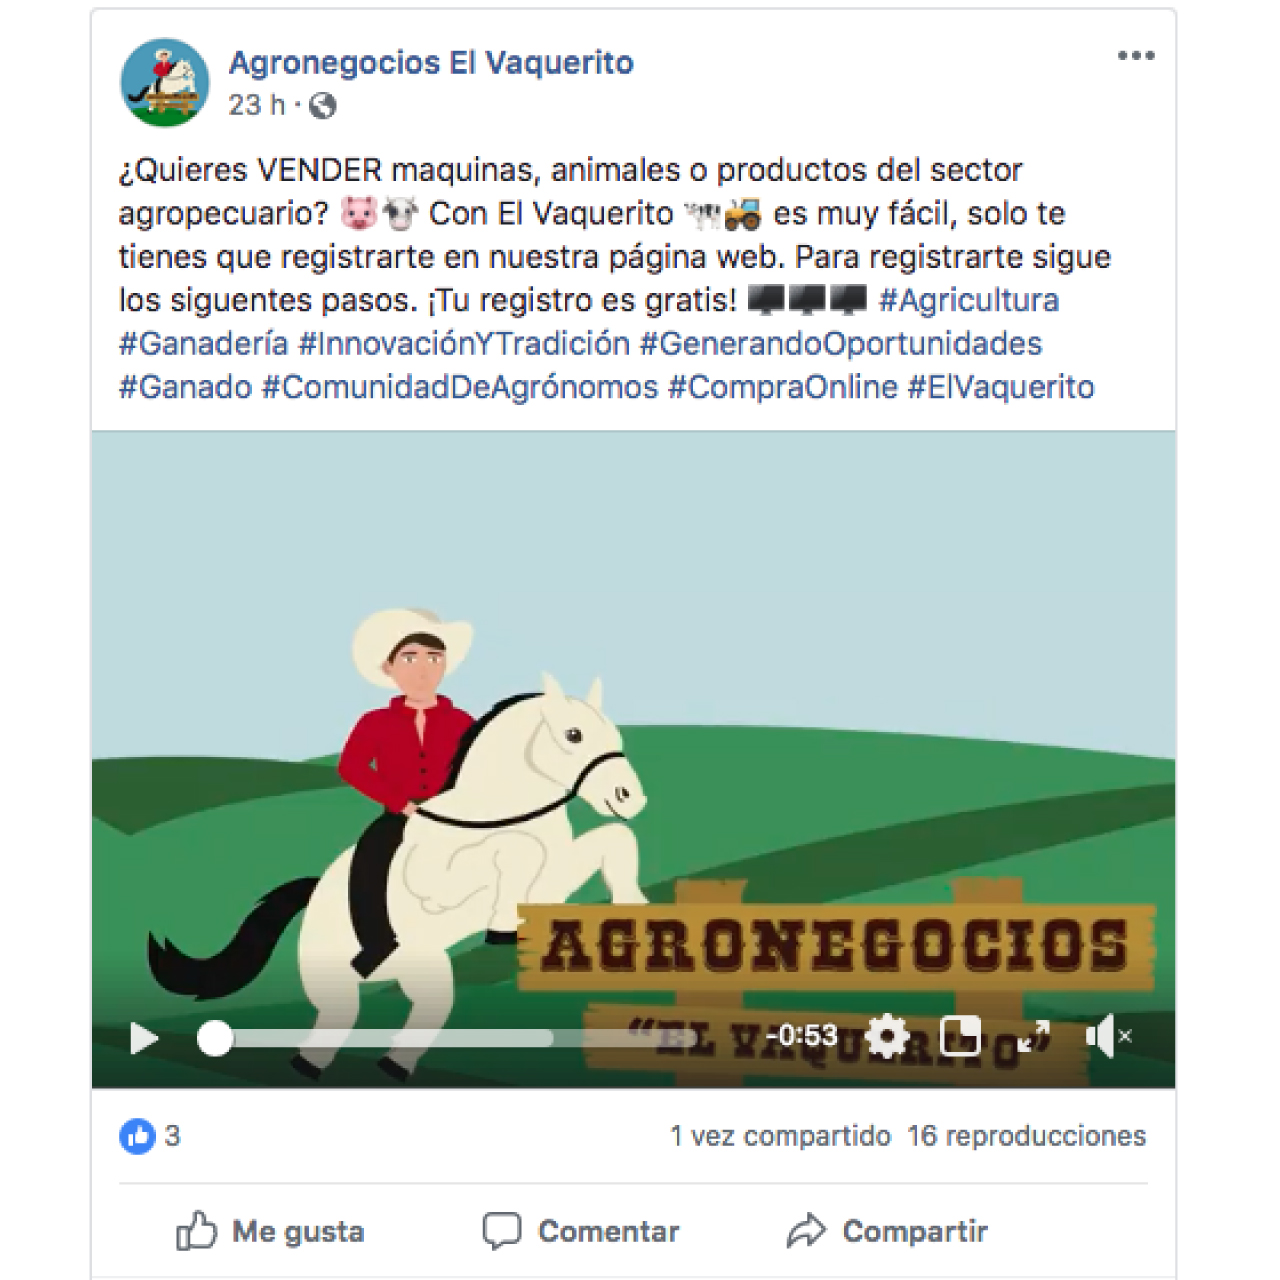 Agronegocios El Vaquerito
23 h ·
¿Quieres VENDER maquinas, animales o productos del sector
agropecuario? 🐷🐮 Con El Vaquerito 🐄🚜 es muy fácil, solo te
tienes que registrarte en nuestra página web. Para registrarte sigue
los siguentes pasos. ¡Tu registro es gratis! 🖥️🖥️🖥️ #Agricultura
#Ganadería #InnovaciónYTradición #GenerandoOportunidades
#Ganado #ComunidadDeAgrónomos #CompraOnline #ElVaquerito
AGRONEGOCIOS
"EL VAQUERITO"
-0:53
3
1 vez compartido 16 reproducciones
Me gusta Comentar Compartir